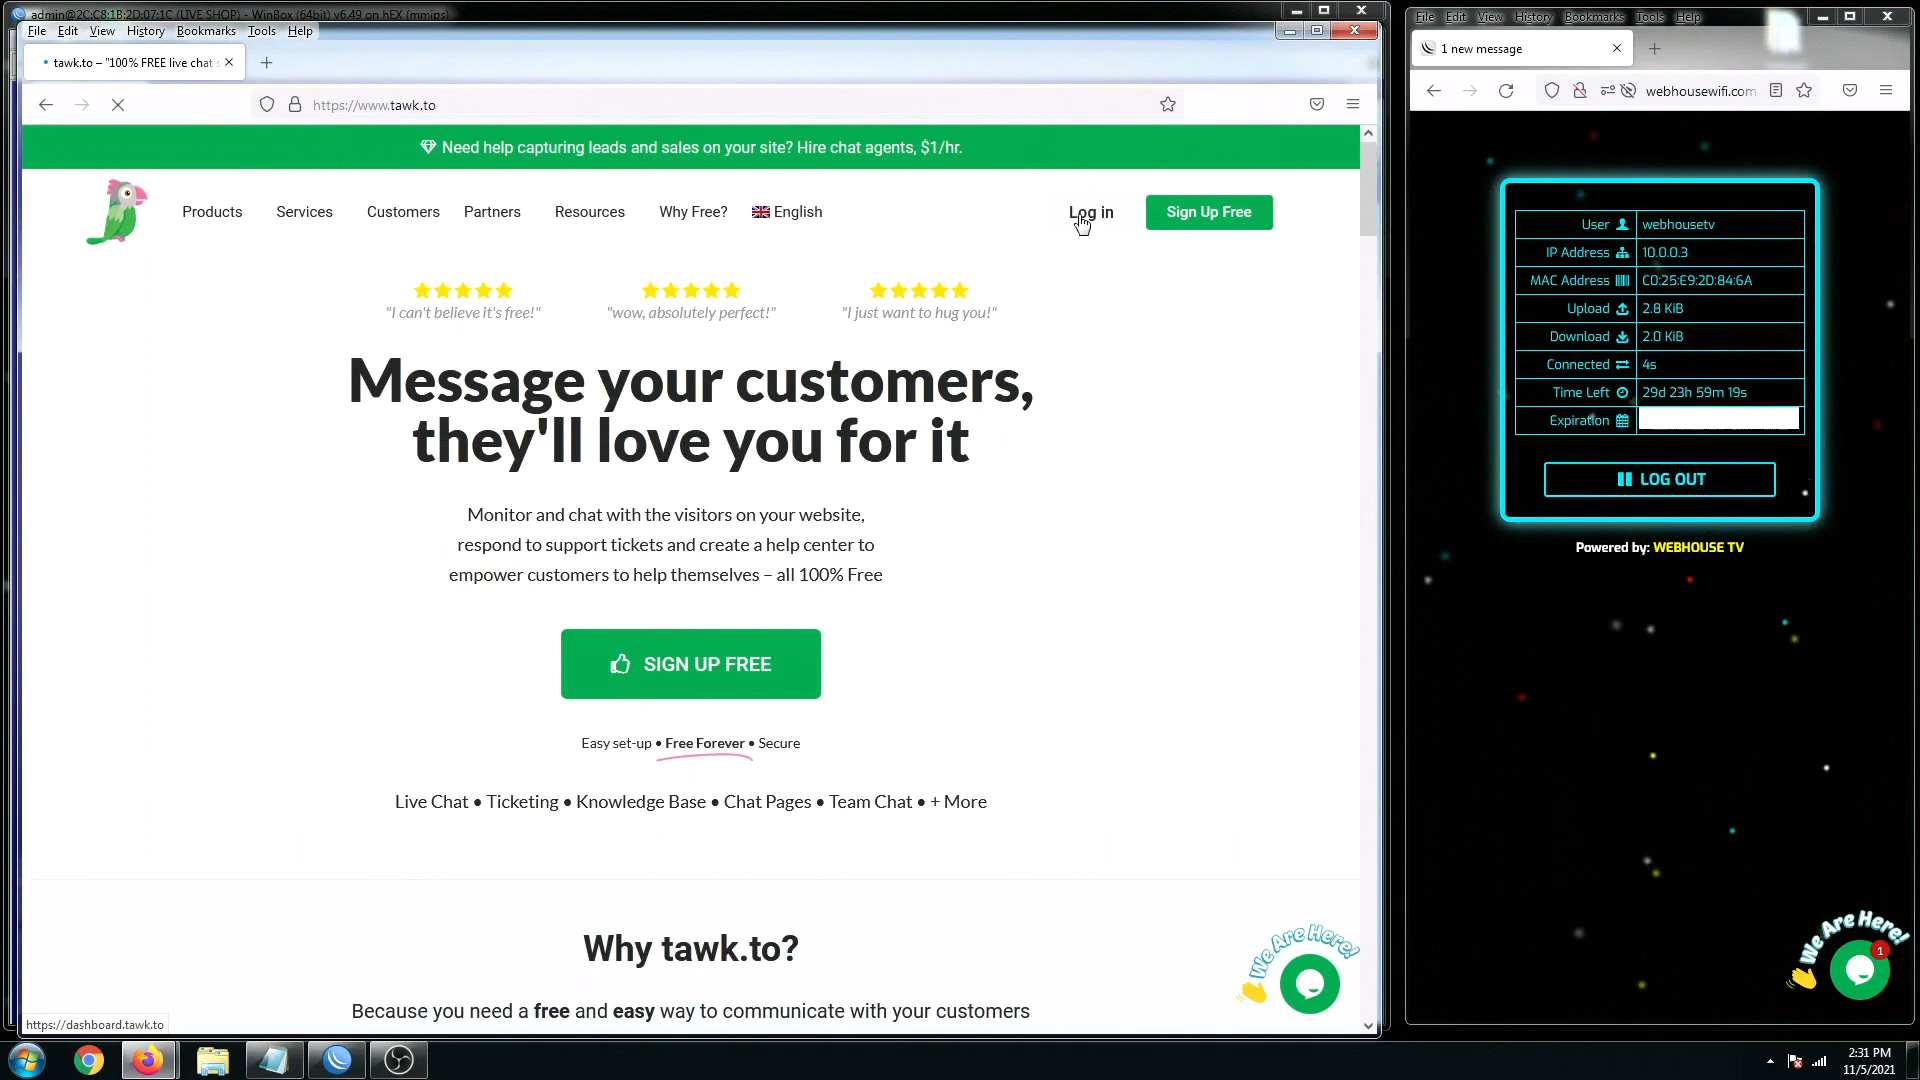 admin@2C:C8:1B:2D:07:1C (LIVE SHOP) - WinBox (64bit) v6.49 on hEX (mmips)
File Edit View History Bookmarks Tools Help
tawk.to – "100% FREE live chat s
https://www.tawk.to
Need help capturing leads and sales on your site? Hire chat agents, $1/hr.
Products Services Customers Partners Resources Why Free? English Log in Sign Up Free
"I can't believe it's free!" "wow, absolutely perfect!" "I just want to hug you!"
Message your customers,
they'll love you for it
Monitor and chat with the visitors on your website,
respond to support tickets and create a help center to
empower customers to help themselves – all 100% Free
SIGN UP FREE
Easy set-up • Free Forever • Secure
Live Chat • Ticketing • Knowledge Base • Chat Pages • Team Chat • + More
Why tawk.to?
Because you need a free and easy way to communicate with your customers
We Are Here!
https://dashboard.tawk.to
File Edit View History Bookmarks Tools Help
1 new message
webhousewifi.com
User webhousetv
IP Address 10.0.0.3
MAC Address C0:25:E9:2D:84:6A
Upload 2.8 KiB
Download 2.0 KiB
Connected 4s
Time Left 29d 23h 59m 19s
Expiration
LOG OUT
Powered by: WEBHOUSE TV
We Are Here!
1
2:31 PM
11/5/2021